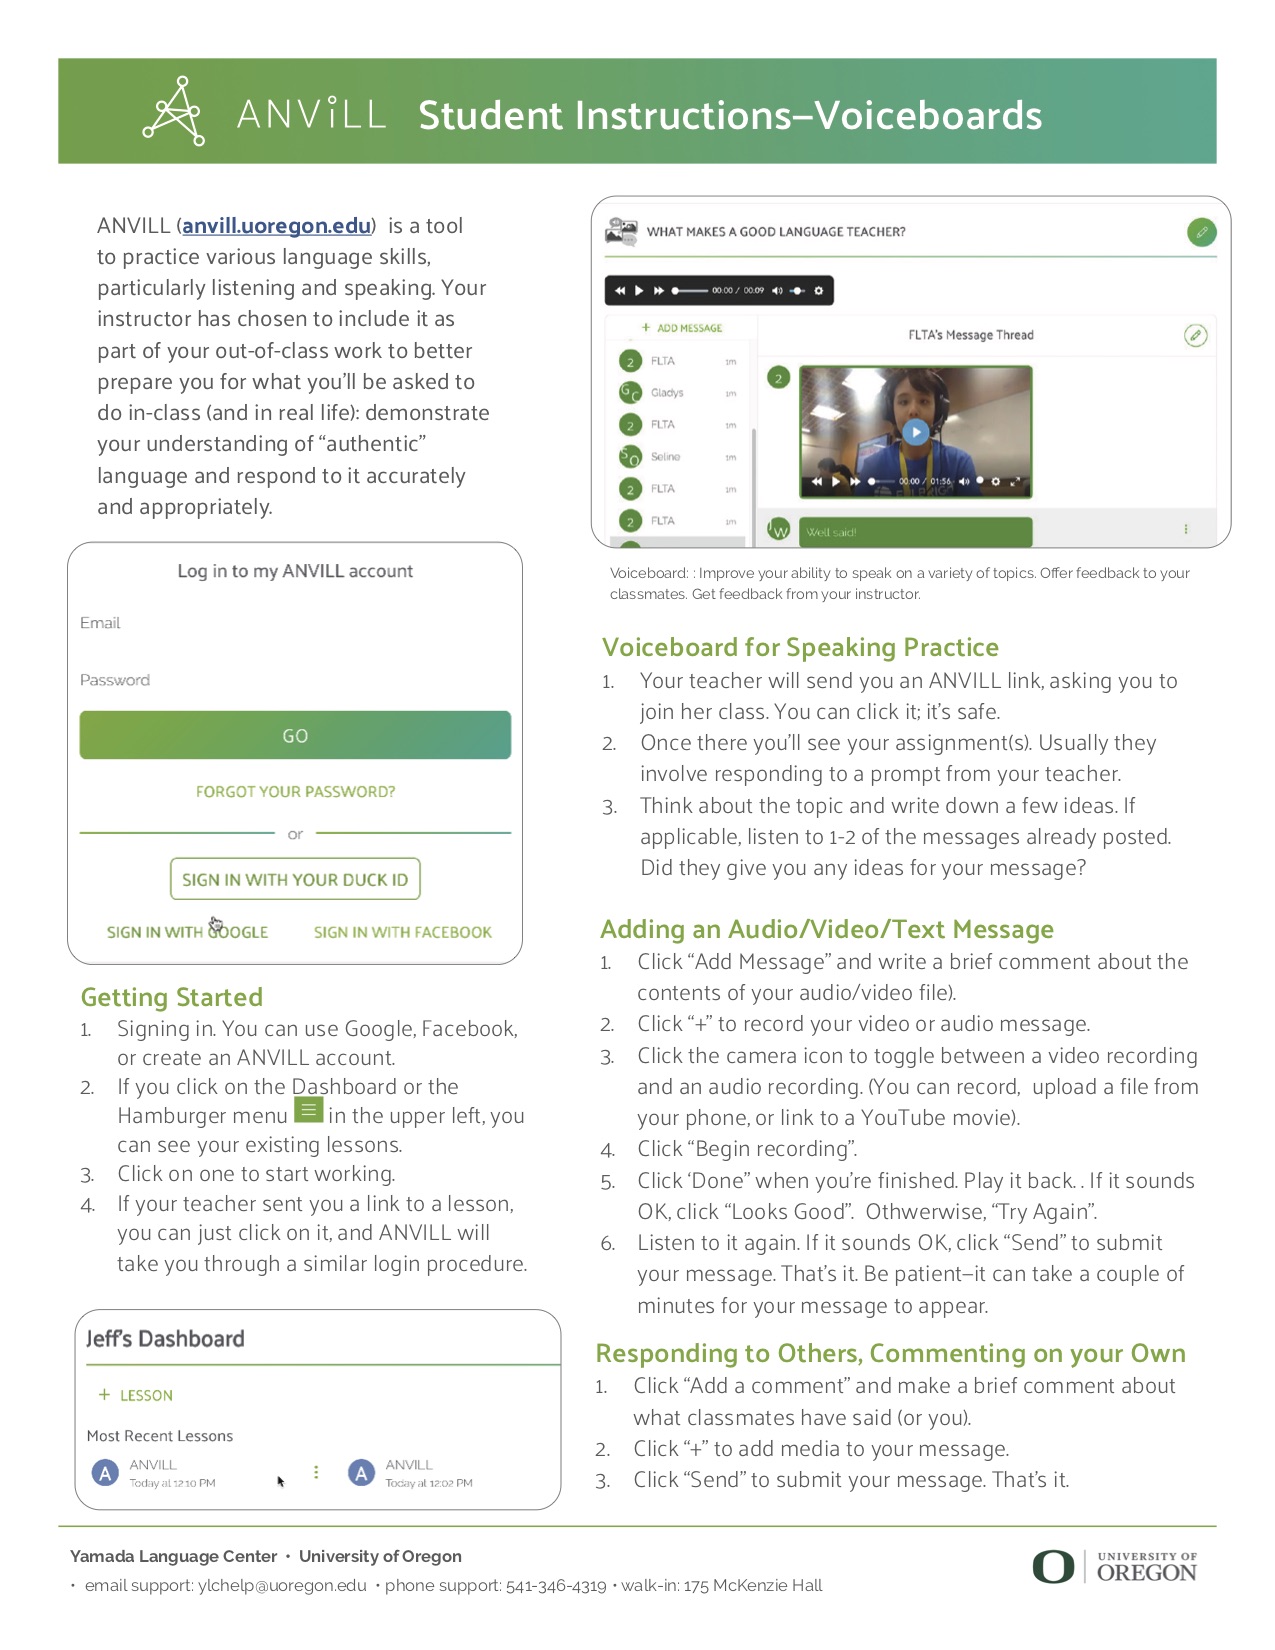 ANViLL Student Instructions—Voiceboards
ANVILL (anvill.uoregon.edu) is a tool
to practice various language skills,
particularly listening and speaking. Your
instructor has chosen to include it as
part of your out-of-class work to better
prepare you for what you'll be asked to
do in-class (and in real life): demonstrate
your understanding of “authentic”
language and respond to it accurately
and appropriately.
Log in to my ANVILL account
Email
Password
GO
FORGOT YOUR PASSWORD?
or
SIGN IN WITH YOUR DUCK ID
SIGN IN WITH GOOGLE SIGN IN WITH FACEBOOK
Getting Started
1. Signing in. You can use Google, Facebook,
or create an ANVILL account.
2. If you click on the Dashboard or the
Hamburger menu in the upper left, you
can see your existing lessons.
3. Click on one to start working.
4. If your teacher sent you a link to a lesson,
you can just click on it, and ANVILL will
take you through a similar login procedure.
Jeff's Dashboard
+ LESSON
Most Recent Lessons
A ANVILL A ANVILL
Today at 12:10 PM Today at 12:02 PM
WHAT MAKES A GOOD LANGUAGE TEACHER?
00:00 / 00:09
+ ADD MESSAGE
FLTA's Message Thread
2 FLTA 1m
GC Gladys 1m
2 FLTA 1m
SO Seline 1m
2 FLTA 1m
2 FLTA 1m
2
00:00 / 01:56
JW Well said!
Voiceboard: : Improve your ability to speak on a variety of topics. Offer feedback to your
classmates. Get feedback from your instructor.
Voiceboard for Speaking Practice
1. Your teacher will send you an ANVILL link, asking you to
join her class. You can click it; it's safe.
2. Once there you'll see your assignment(s). Usually they
involve responding to a prompt from your teacher.
3. Think about the topic and write down a few ideas. If
applicable, listen to 1-2 of the messages already posted.
Did they give you any ideas for your message?
Adding an Audio/Video/Text Message
1. Click “Add Message” and write a brief comment about the
contents of your audio/video file).
2. Click “+” to record your video or audio message.
3. Click the camera icon to toggle between a video recording
and an audio recording. (You can record, upload a file from
your phone, or link to a YouTube movie).
4. Click “Begin recording”.
5. Click ‘Done” when you're finished. Play it back. . If it sounds
OK, click “Looks Good”. Othwerwise, “Try Again”.
6. Listen to it again. If it sounds OK, click “Send” to submit
your message. That's it. Be patient—it can take a couple of
minutes for your message to appear.
Responding to Others, Commenting on your Own
1. Click “Add a comment” and make a brief comment about
what classmates have said (or you).
2. Click “+” to add media to your message.
3. Click “Send” to submit your message. That's it.
Yamada Language Center • University of Oregon
• email support: ylchelp@uoregon.edu • phone support: 541-346-4319 • walk-in: 175 McKenzie Hall
O UNIVERSITY OF
OREGON